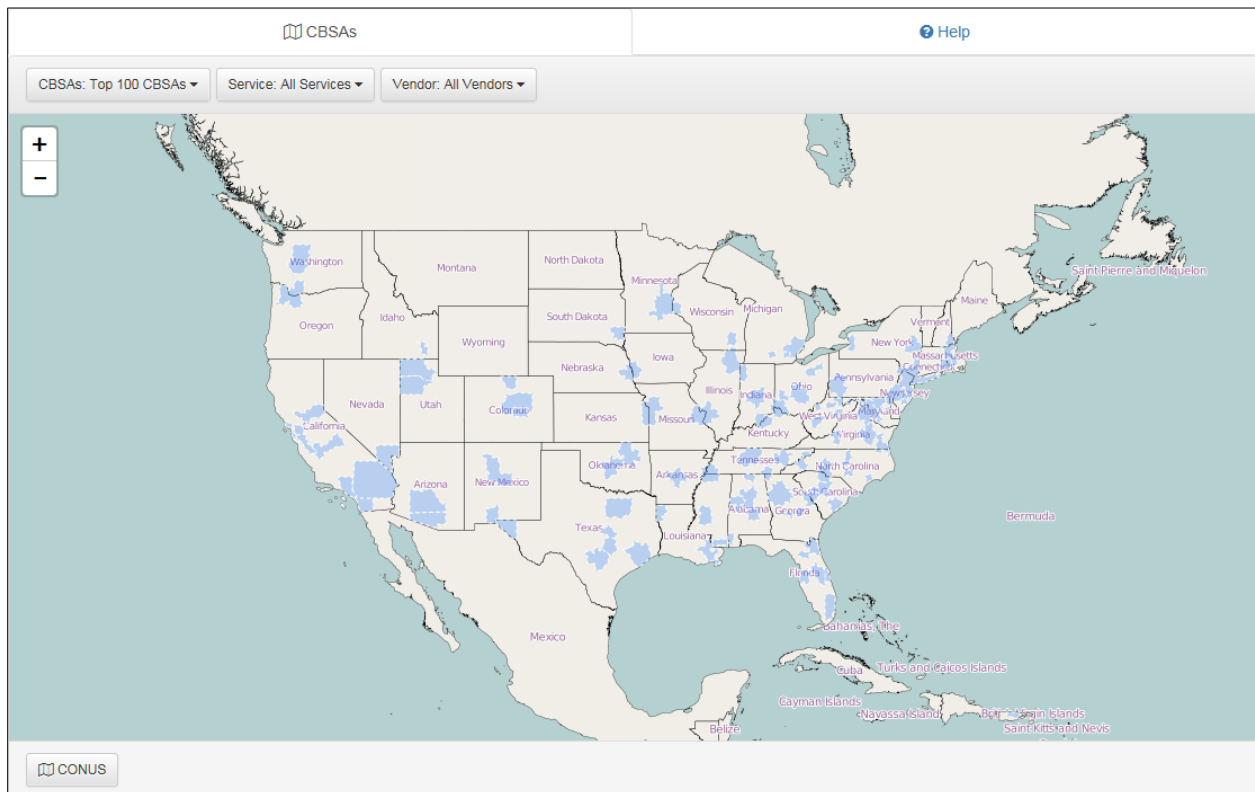 CBSAs
Help
CBSAs: Top 100 CBSAs
Service: All Services
Vendor: All Vendors
+
−
Washington
Montana
North Dakota
Minnesota
Saint Pierre and Miquelon
Maine
Oregon
Idaho
South Dakota
Wisconsin
Michigan
Vermont
Wyoming
New York
Massachusetts
Connecticut
Iowa
Nebraska
Pennsylvania
Nevada
Utah
Colorado
Illinois
Indiana
Ohio
New Jersey
Kansas
Missouri
West Virginia
Maryland
California
Kentucky
Virginia
Tennessee
Oklahoma
Arkansas
North Carolina
Arizona
New Mexico
South Carolina
Alabama
Georgia
Bermuda
Texas
Louisiana
Florida
Bahamas, The
Mexico
Cuba
Turks and Caicos Islands
Cayman Islands
Navassa Island
British Virgin Islands
Belize
Saint Kitts and Nevis
CONUS